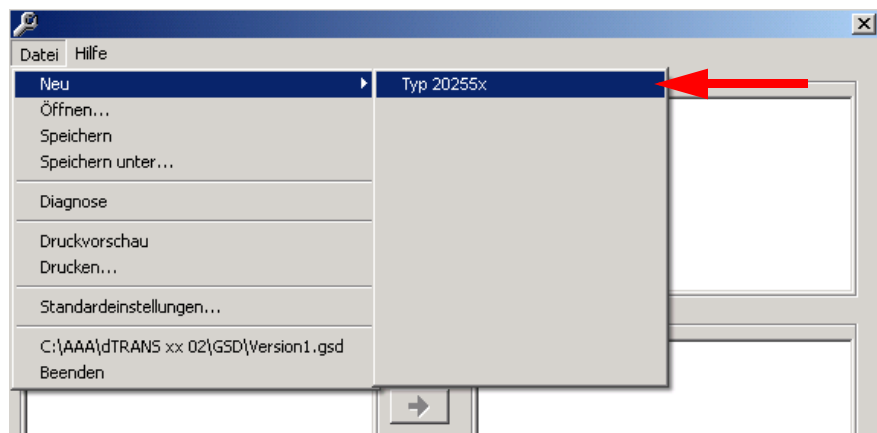 Datei Hilfe
Neu
Typ 20255x
Öffnen...
Speichern
Speichern unter...
Diagnose
Druckvorschau
Drucken...
Standardeinstellungen...
C:\AAA\dTRANS xx 02\GSD\Version1.gsd
Beenden